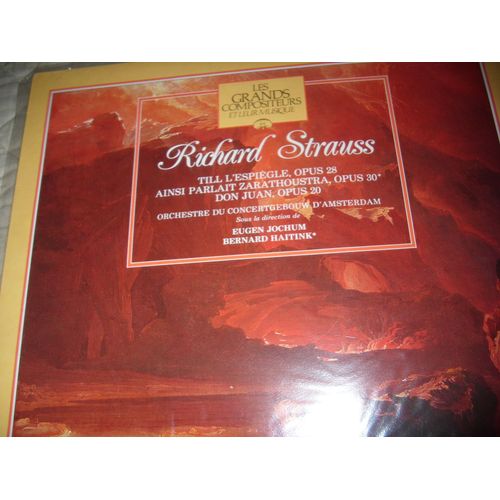 LES
GRANDS
COMPOSITEURS
ET LEUR MUSIQUE
Richard Strauss
TILL L'ESPIÈGLE, OPUS 28
AINSI PARLAIT ZARATHOUSTRA, OPUS 30*
DON JUAN, OPUS 20
ORCHESTRE DU CONCERTGEBOUW D'AMSTERDAM
Sous la direction de
EUGEN JOCHUM
BERNARD HAITINK*